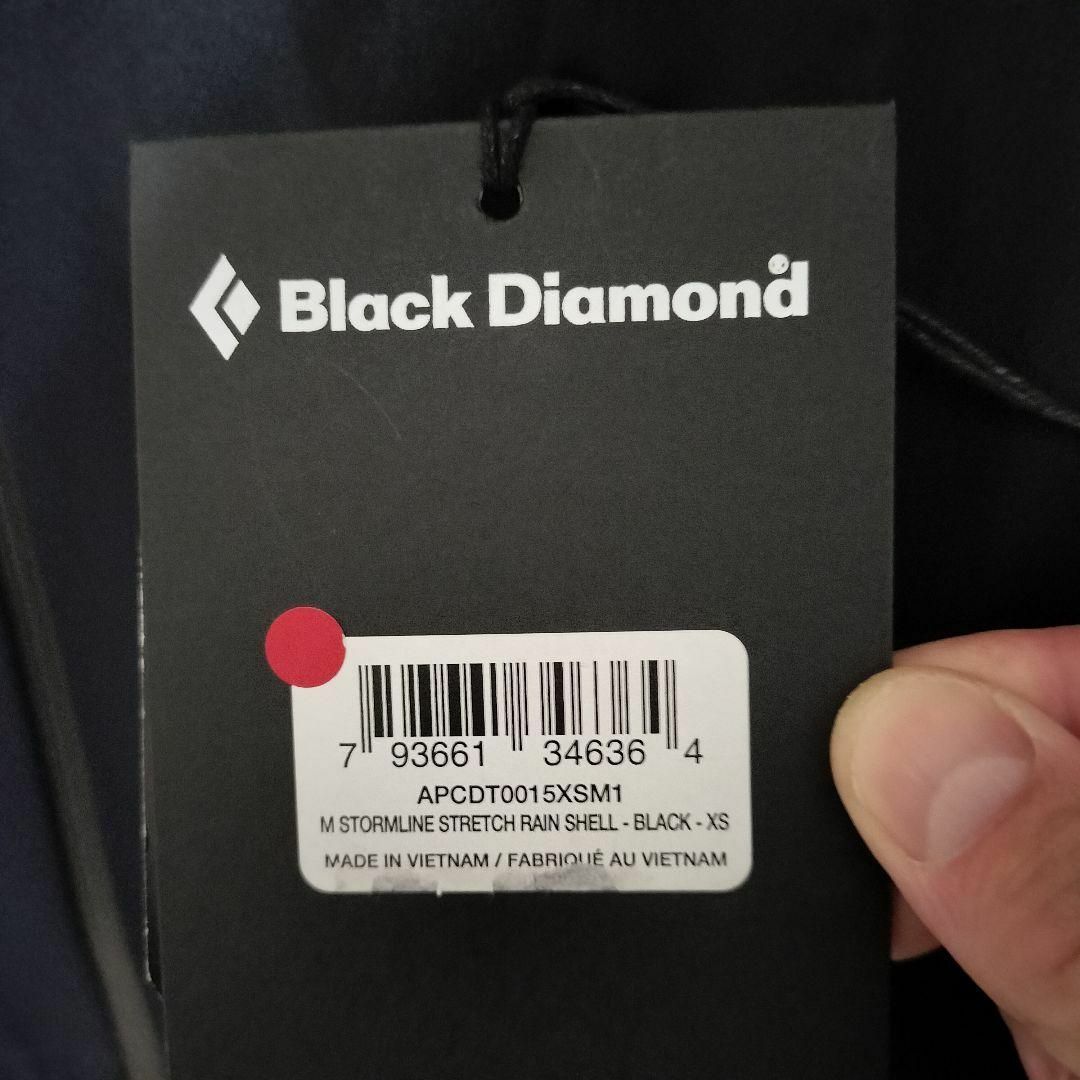 Black Diamond®
7 93661 34636 4
APCDT0015XSM1
M STORMLINE STRETCH RAIN SHELL - BLACK - XS
MADE IN VIETNAM / FABRIQUÉ AU VIETNAM